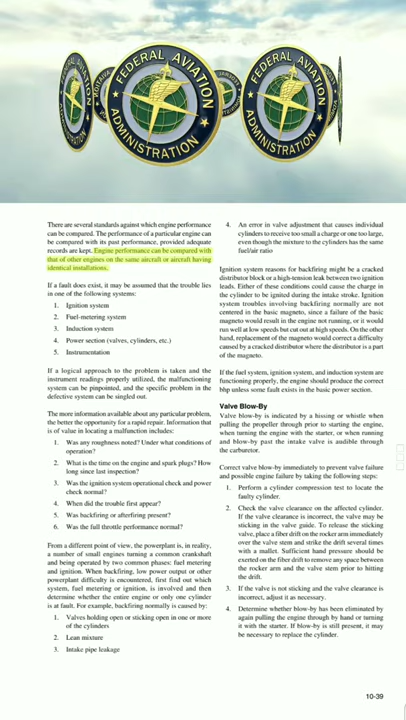 FEDERAL AVIATION
ADMINISTRATION
FEDERAL AVIATION
ADMINISTRATION
There are several standards against which engine performance
can be compared. The performance of a particular engine can
be compared with its past performance, provided adequate
records are kept. Engine performance can be compared with
that of other engines on the same aircraft or aircraft having
identical installations.
If a fault does exist, it may be assumed that the trouble lies
in one of the following systems:
1. Ignition system
2. Fuel-metering system
3. Induction system
4. Power section (valves, cylinders, etc.)
5. Instrumentation
If a logical approach to the problem is taken and the
instrument readings properly utilized, the malfunctioning
system can be pinpointed, and the specific problem in the
defective system can be singled out.
The more information available about any particular problem,
the better the opportunity for a rapid repair. Information that
is of value in locating a malfunction includes:
1. Was any roughness noted? Under what conditions of
operation?
2. What is the time on the engine and spark plugs? How
long since last inspection?
3. Was the ignition system operational check and power
check normal?
4. When did the trouble first appear?
5. Was backfiring or afterfiring present?
6. Was the full throttle performance normal?
From a different point of view, the powerplant is, in reality,
a number of small engines turning a common crankshaft
and being operated by two common phases: fuel metering
and ignition. When backfiring, low power output or other
powerplant difficulty is encountered, first find out which
system, fuel metering or ignition, is involved and then
determine whether the entire engine or only one cylinder
is at fault. For example, backfiring normally is caused by:
1. Valves holding open or sticking open in one or more
of the cylinders
2. Lean mixture
3. Intake pipe leakage
4. An error in valve adjustment that causes individual
cylinders to receive too small a charge or one too large,
even though the mixture to the cylinders has the same
fuel/air ratio
Ignition system reasons for backfiring might be a cracked
distributor block or a high-tension leak between two ignition
leads. Either of these conditions could cause the charge in
the cylinder to be ignited during the intake stroke. Ignition
system troubles involving backfiring normally are not
centered in the basic magneto, since a failure of the basic
magneto would result in the engine not running, or it would
run well at low speeds but cut out at high speeds. On the other
hand, replacement of the magneto would correct a difficulty
caused by a cracked distributor where the distributor is a part
of the magneto.
If the fuel system, ignition system, and induction system are
functioning properly, the engine should produce the correct
bhp unless some fault exists in the basic power section.
Valve Blow-By
Valve blow-by is indicated by a hissing or whistle when
pulling the propeller through prior to starting the engine,
when turning the engine with the starter, or when running
and blow-by past the intake valve is audible through
the carburetor.
Correct valve blow-by immediately to prevent valve failure
and possible engine failure by taking the following steps:
1. Perform a cylinder compression test to locate the
faulty cylinder.
2. Check the valve clearance on the affected cylinder.
If the valve clearance is incorrect, the valve may be
sticking in the valve guide. To release the sticking
valve, place a fiber drift on the rocker arm immediately
over the valve stem and strike the drift several times
with a mallet. Sufficient hand pressure should be
exerted on the fiber drift to remove any space between
the rocker arm and the valve stem prior to hitting
the drift.
3. If the valve is not sticking and the valve clearance is
incorrect, adjust it as necessary.
4. Determine whether blow-by has been eliminated by
again pulling the engine through by hand or turning
it with the starter. If blow-by is still present, it may
be necessary to replace the cylinder.
10-39